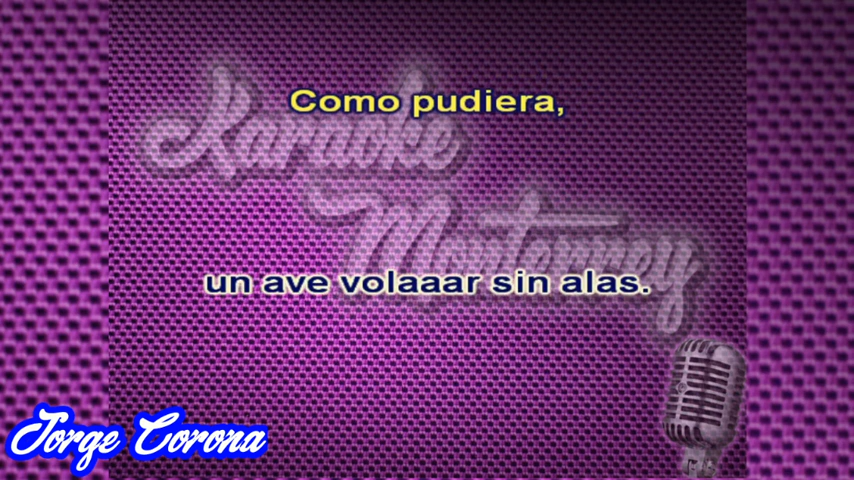 Como pudiera,
Karaoke
Monterrey
un ave volaaar sin alas.
Jorge Corona